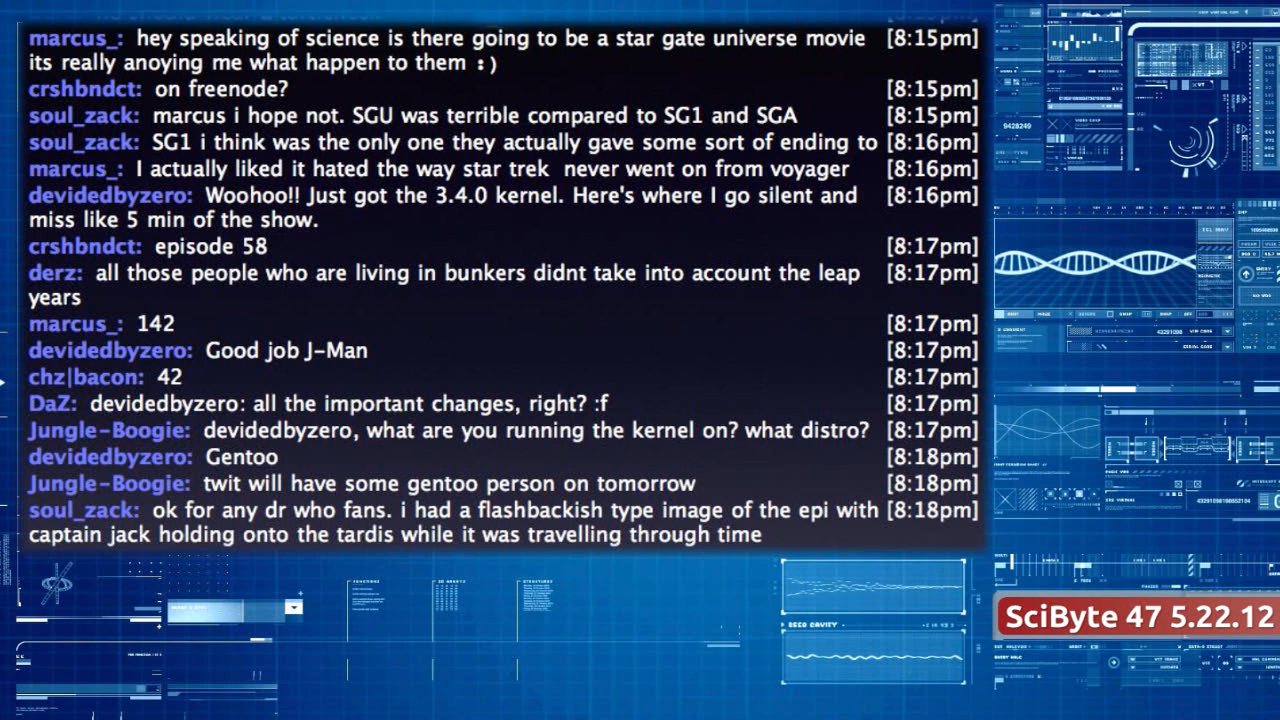 marcus_: hey speaking of science is there going to be a star gate universe movie [8:15pm]
its really anoying me what happen to them :)
crshbndct: on freenode? [8:15pm]
soul_zack: marcus i hope not. SGU was terrible compared to SG1 and SGA [8:15pm]
soul_zack: SG1 i think was the only one they actually gave some sort of ending to [8:16pm]
marcus_: I actually liked it i hated the way star trek never went on from voyager [8:16pm]
devidedbyzero: Woohoo!! Just got the 3.4.0 kernel. Here's where I go silent and [8:16pm]
miss like 5 min of the show.
crshbndct: episode 58 [8:17pm]
derz: all those people who are living in bunkers didnt take into account the leap [8:17pm]
years
marcus_: 142 [8:17pm]
devidedbyzero: Good job J-Man [8:17pm]
chz|bacon: 42 [8:17pm]
DaZ: devidedbyzero: all the important changes, right? :f [8:17pm]
Jungle-Boogie: devidedbyzero, what are you running the kernel on? what distro? [8:17pm]
devidedbyzero: Gentoo [8:18pm]
Jungle-Boogie: twit will have some gentoo person on tomorrow [8:18pm]
soul_zack: ok for any dr who fans. i had a flashbackish type image of the epi with [8:18pm]
captain jack holding onto the tardis while it was travelling through time
9428249
SciByte 47 5.22.12